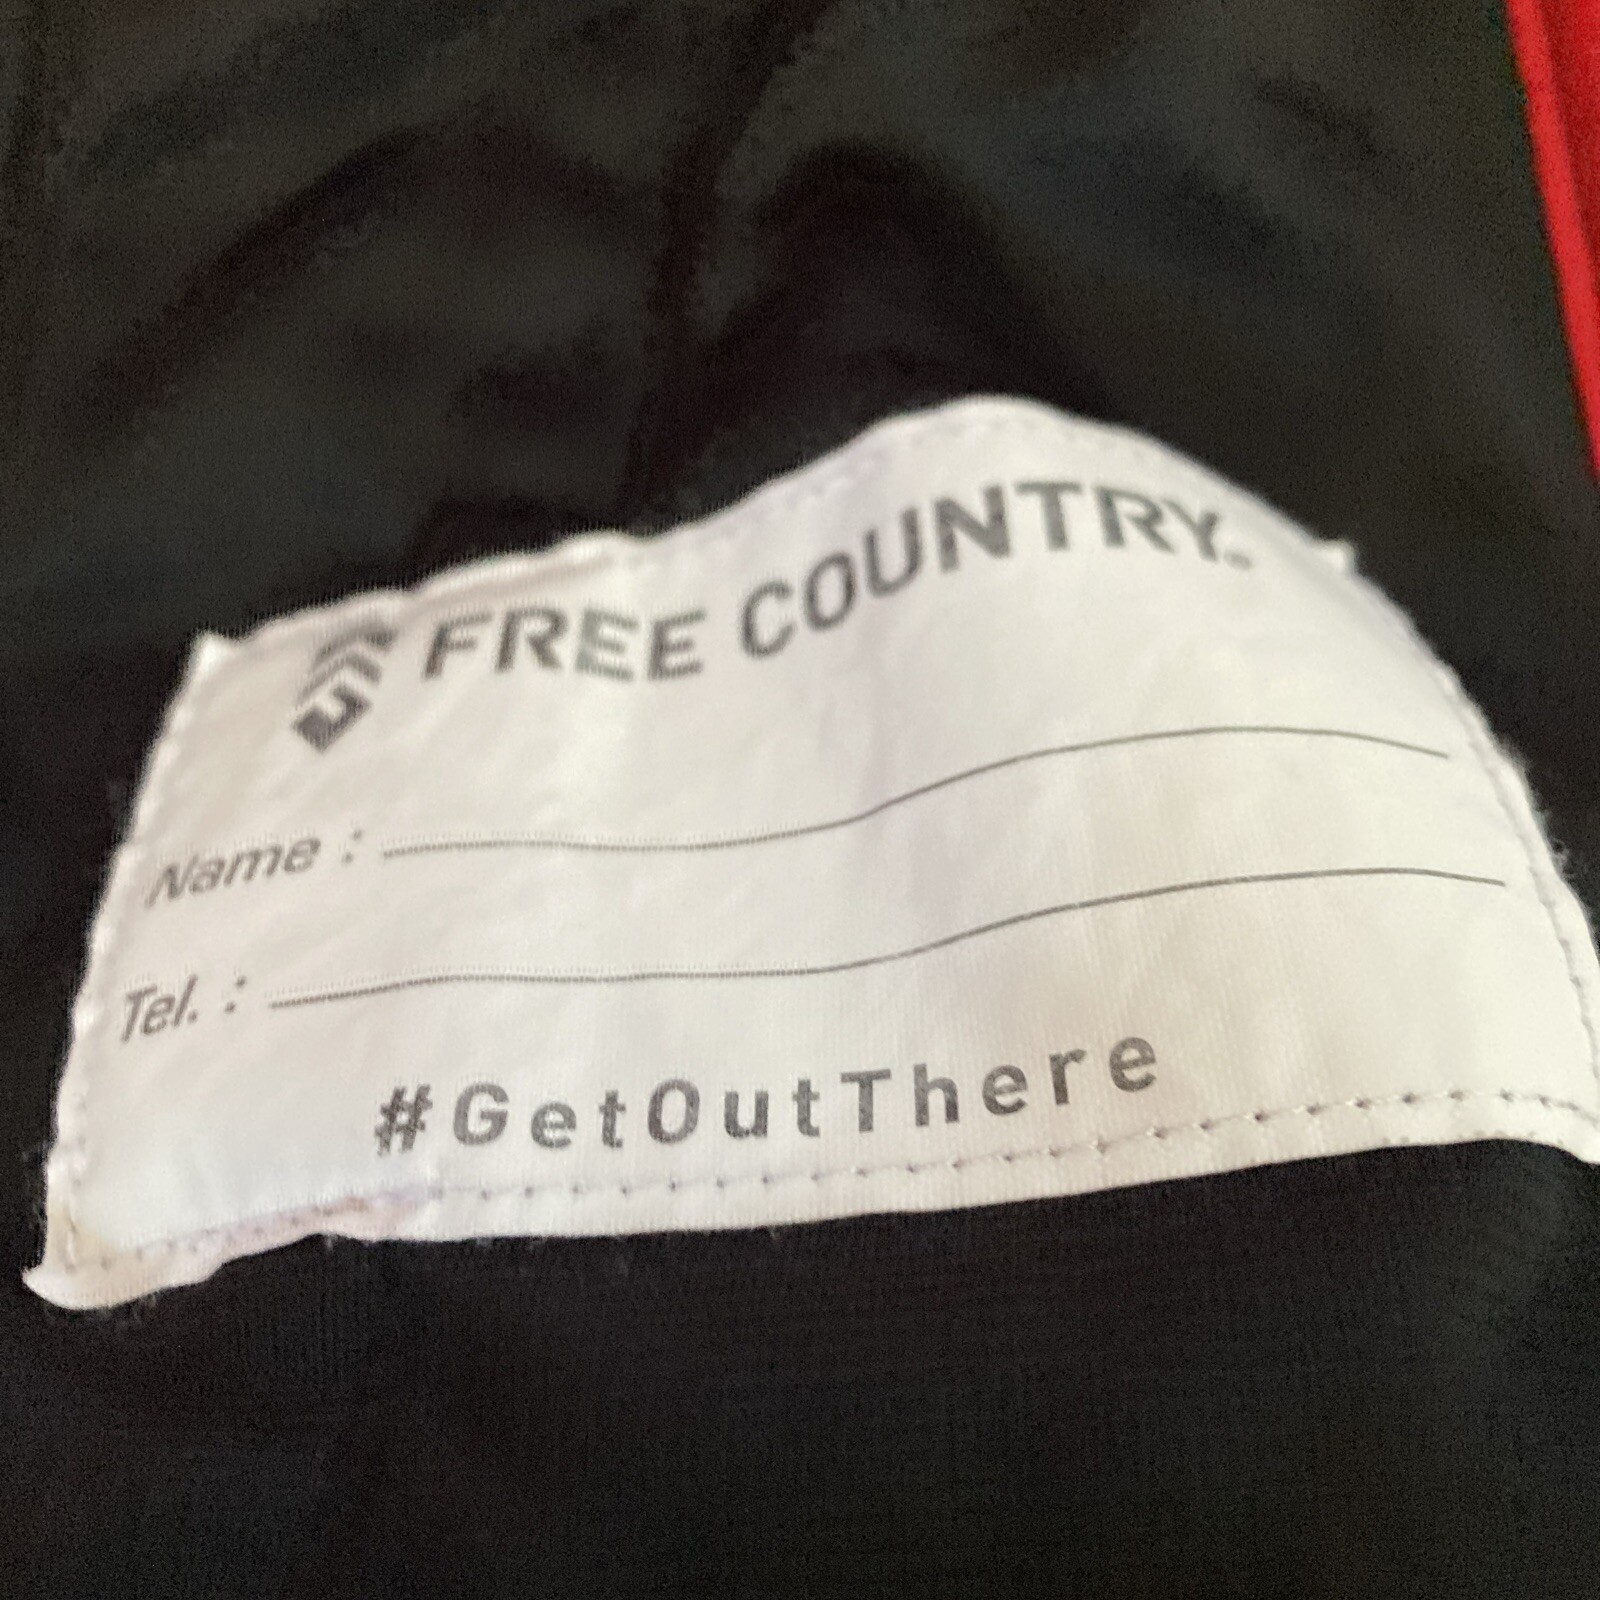 FREE COUNTRY
Name :
Tel. :
#GetOutThere